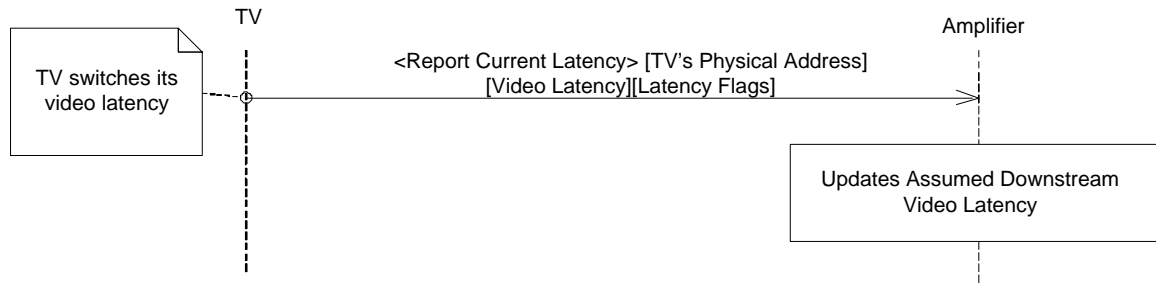 TV
Amplifier
TV switches its
video latency
<Report Current Latency> [TV's Physical Address]
[Video Latency][Latency Flags]
Updates Assumed Downstream
Video Latency